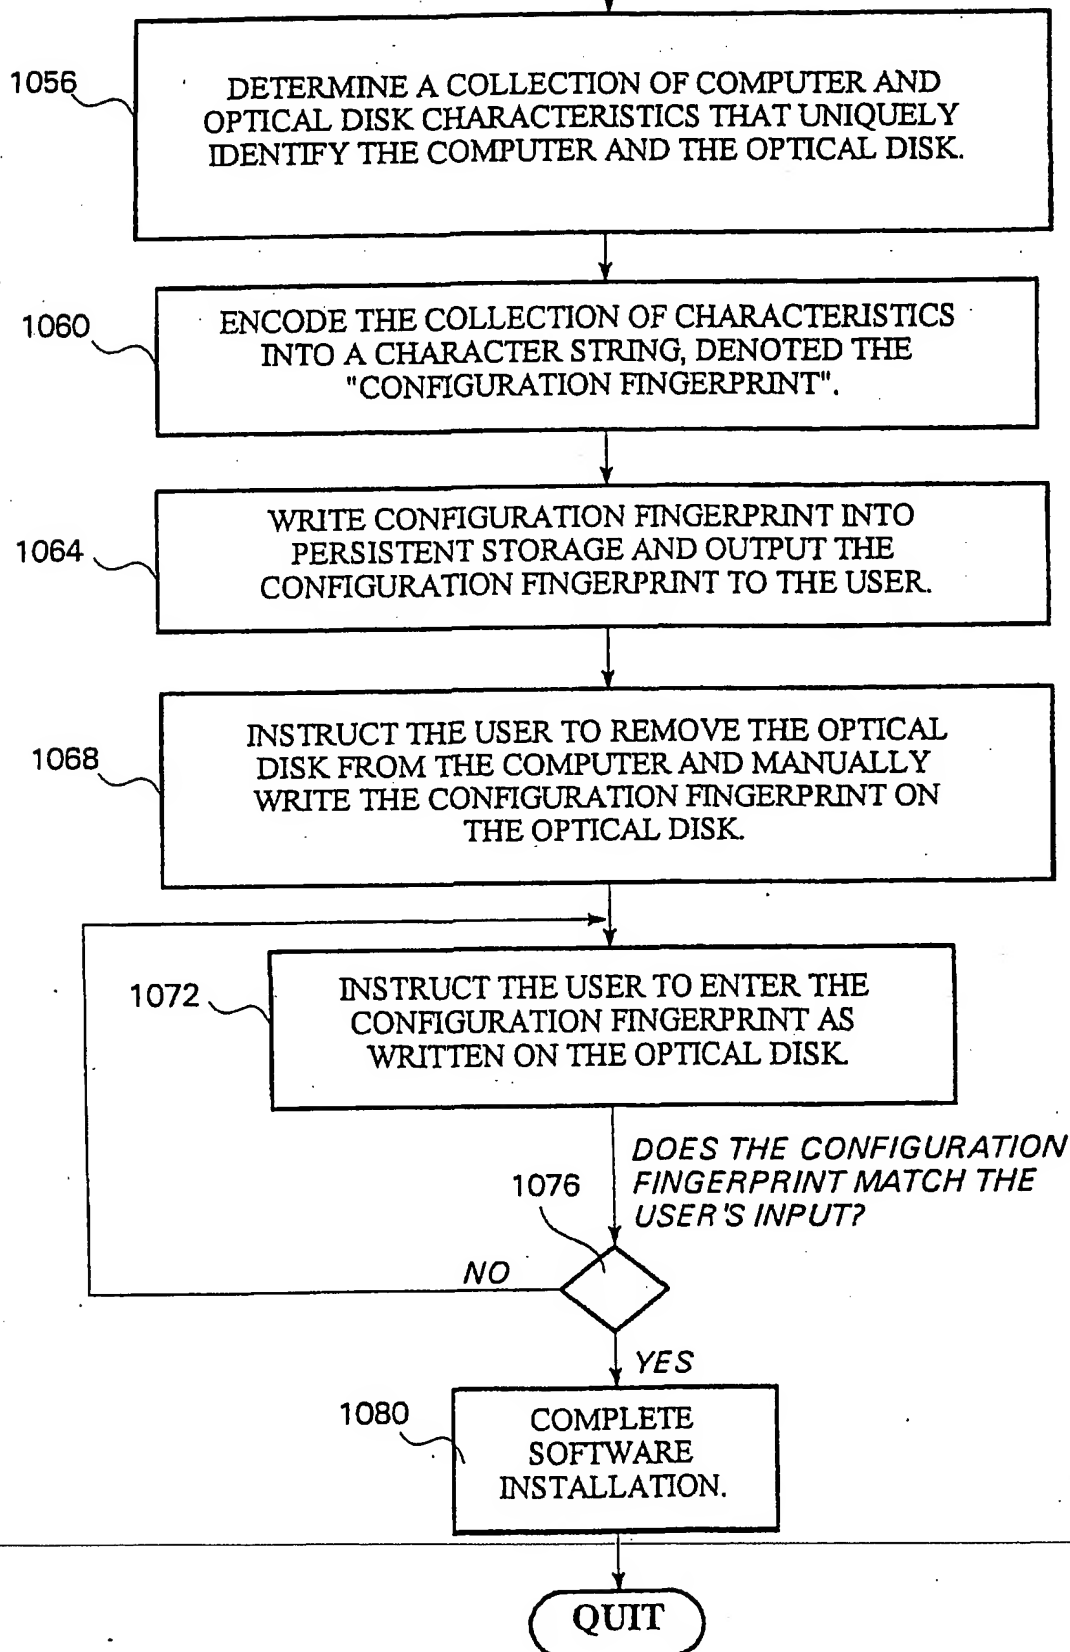 1056
DETERMINE A COLLECTION OF COMPUTER AND
OPTICAL DISK CHARACTERISTICS THAT UNIQUELY
IDENTIFY THE COMPUTER AND THE OPTICAL DISK.
1060
ENCODE THE COLLECTION OF CHARACTERISTICS
INTO A CHARACTER STRING, DENOTED THE
"CONFIGURATION FINGERPRINT".
1064
WRITE CONFIGURATION FINGERPRINT INTO
PERSISTENT STORAGE AND OUTPUT THE
CONFIGURATION FINGERPRINT TO THE USER.
1068
INSTRUCT THE USER TO REMOVE THE OPTICAL
DISK FROM THE COMPUTER AND MANUALLY
WRITE THE CONFIGURATION FINGERPRINT ON
THE OPTICAL DISK.
1072
INSTRUCT THE USER TO ENTER THE
CONFIGURATION FINGERPRINT AS
WRITTEN ON THE OPTICAL DISK.
DOES THE CONFIGURATION
FINGERPRINT MATCH THE
USER'S INPUT?
1076
NO
YES
1080
COMPLETE
SOFTWARE
INSTALLATION.
QUIT